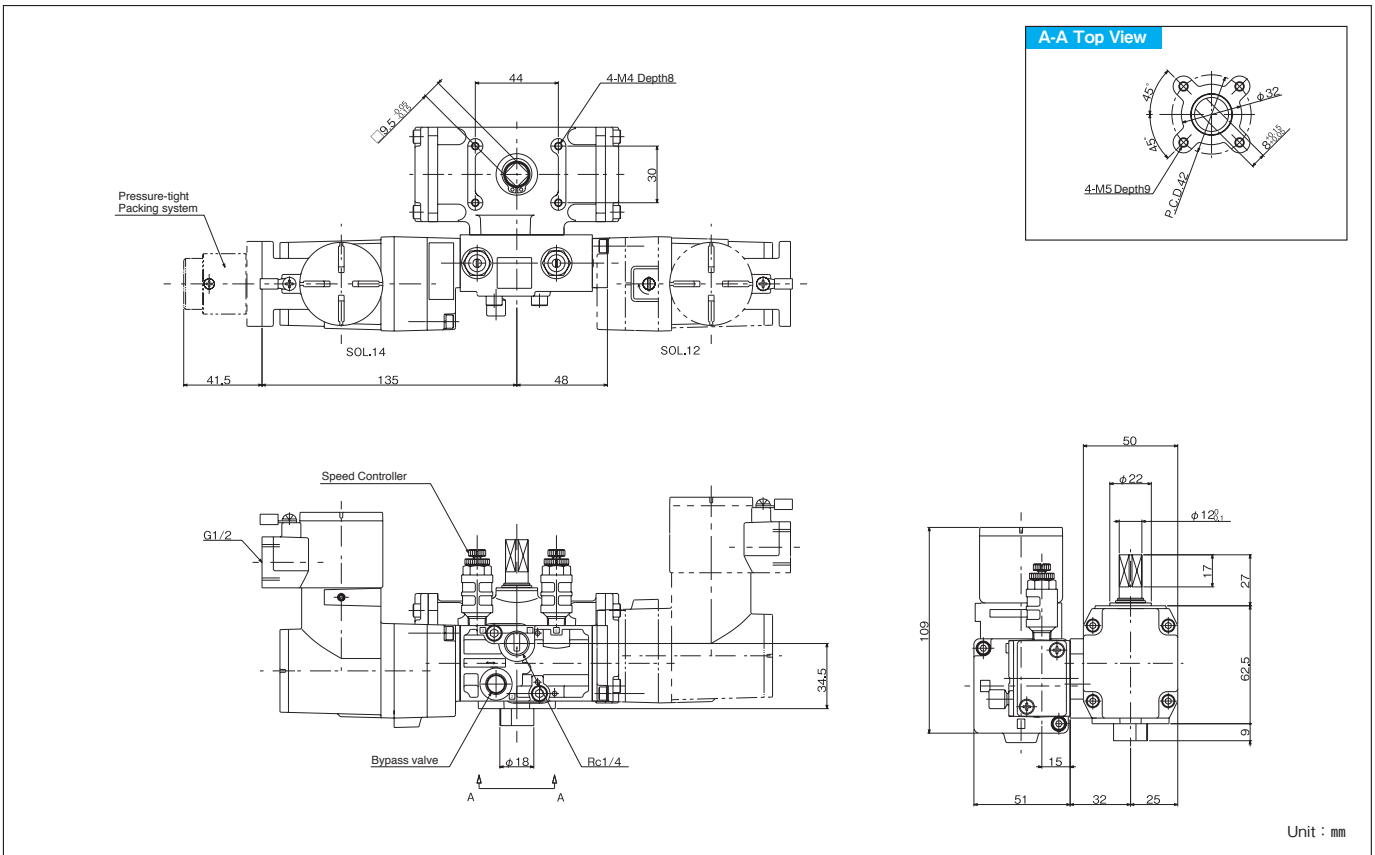 A-A Top View
45°
45°
φ32
8 +0.15 +0.00
4-M5 Depth9
P.C.D.42
44
4-M4 Depth8
□9.5 -0.05 -0.15
30
Pressure-tight
Packing system
SOL.14
SOL.12
41.5
135
48
Speed Controller
G1/2
34.5
Bypass valve
φ18
Rc1/4
A
A
50
φ22
φ12 0 -0.1
17
27
109
62.5
9
15
51
32
25
Unit : mm